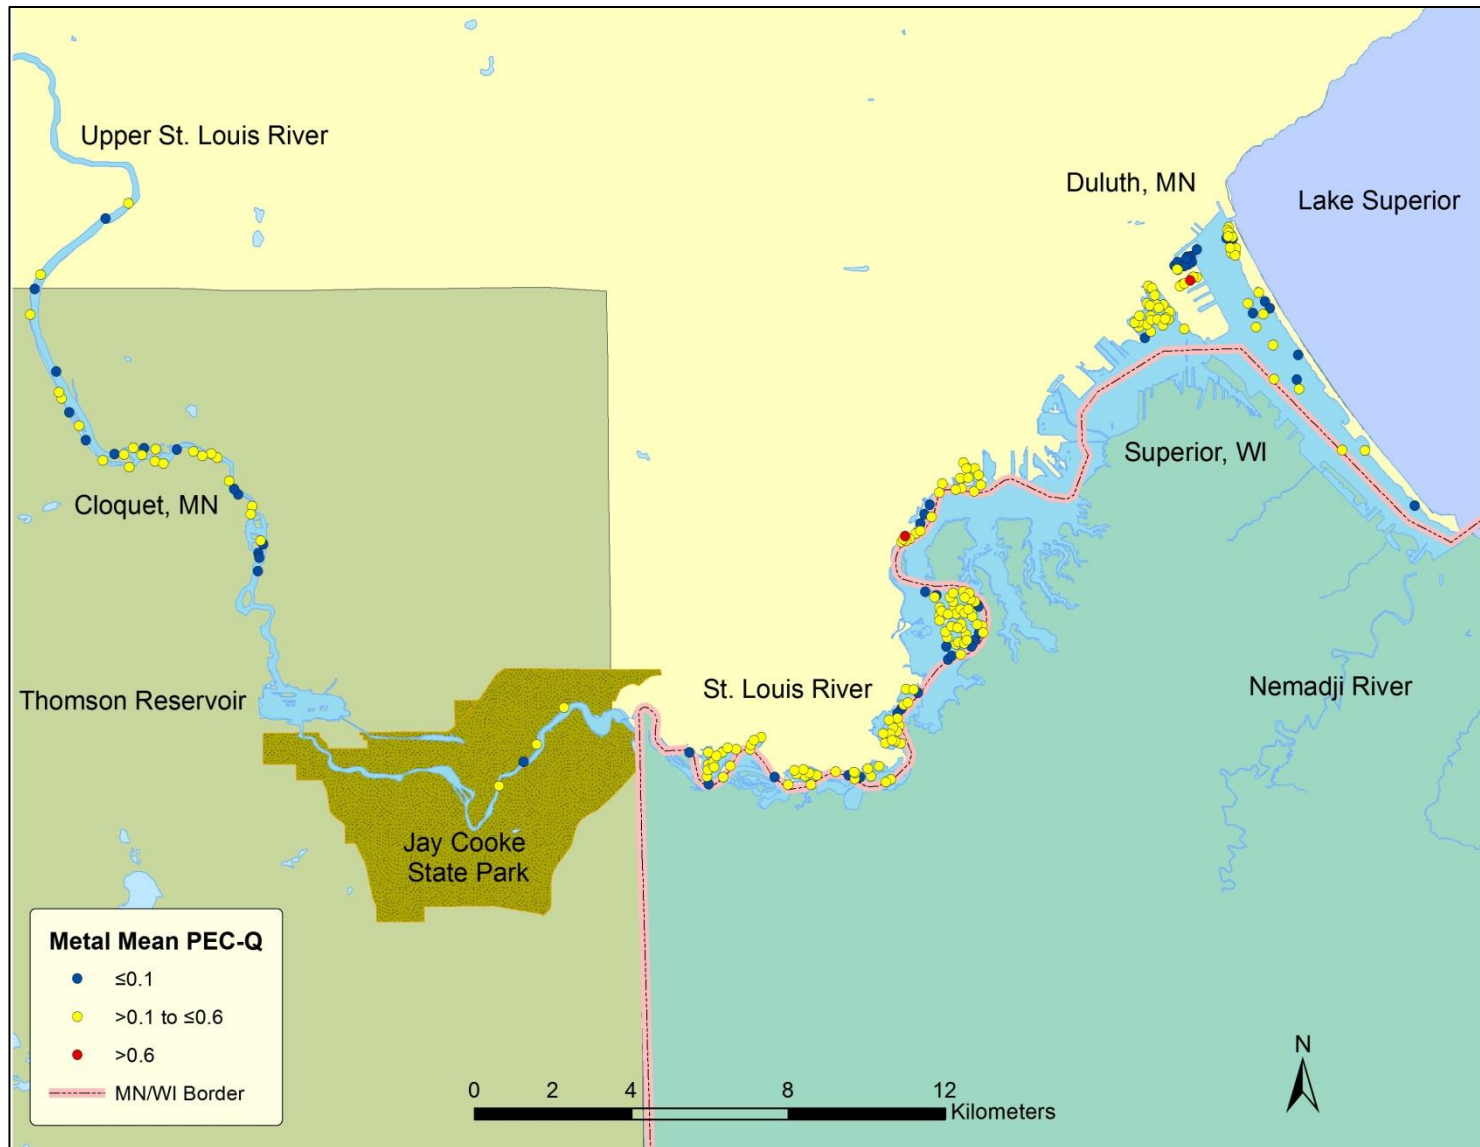 Upper St. Louis River
Duluth, MN
Lake Superior
Superior, WI
Cloquet, MN
Thomson Reservoir
St. Louis River
Nemadji River
Jay Cooke
State Park
Metal Mean PEC-Q
≤0.1
>0.1 to ≤0.6
>0.6
MN/WI Border
0 2 4 8 12
Kilometers
N